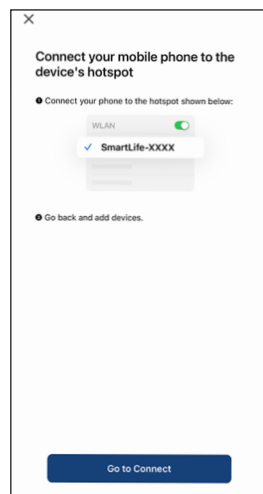 Connect your mobile phone to the
device's hotspot
❶ Connect your phone to the hotspot shown below:
WLAN
SmartLife-XXXX
❷ Go back and add devices.
Go to Connect